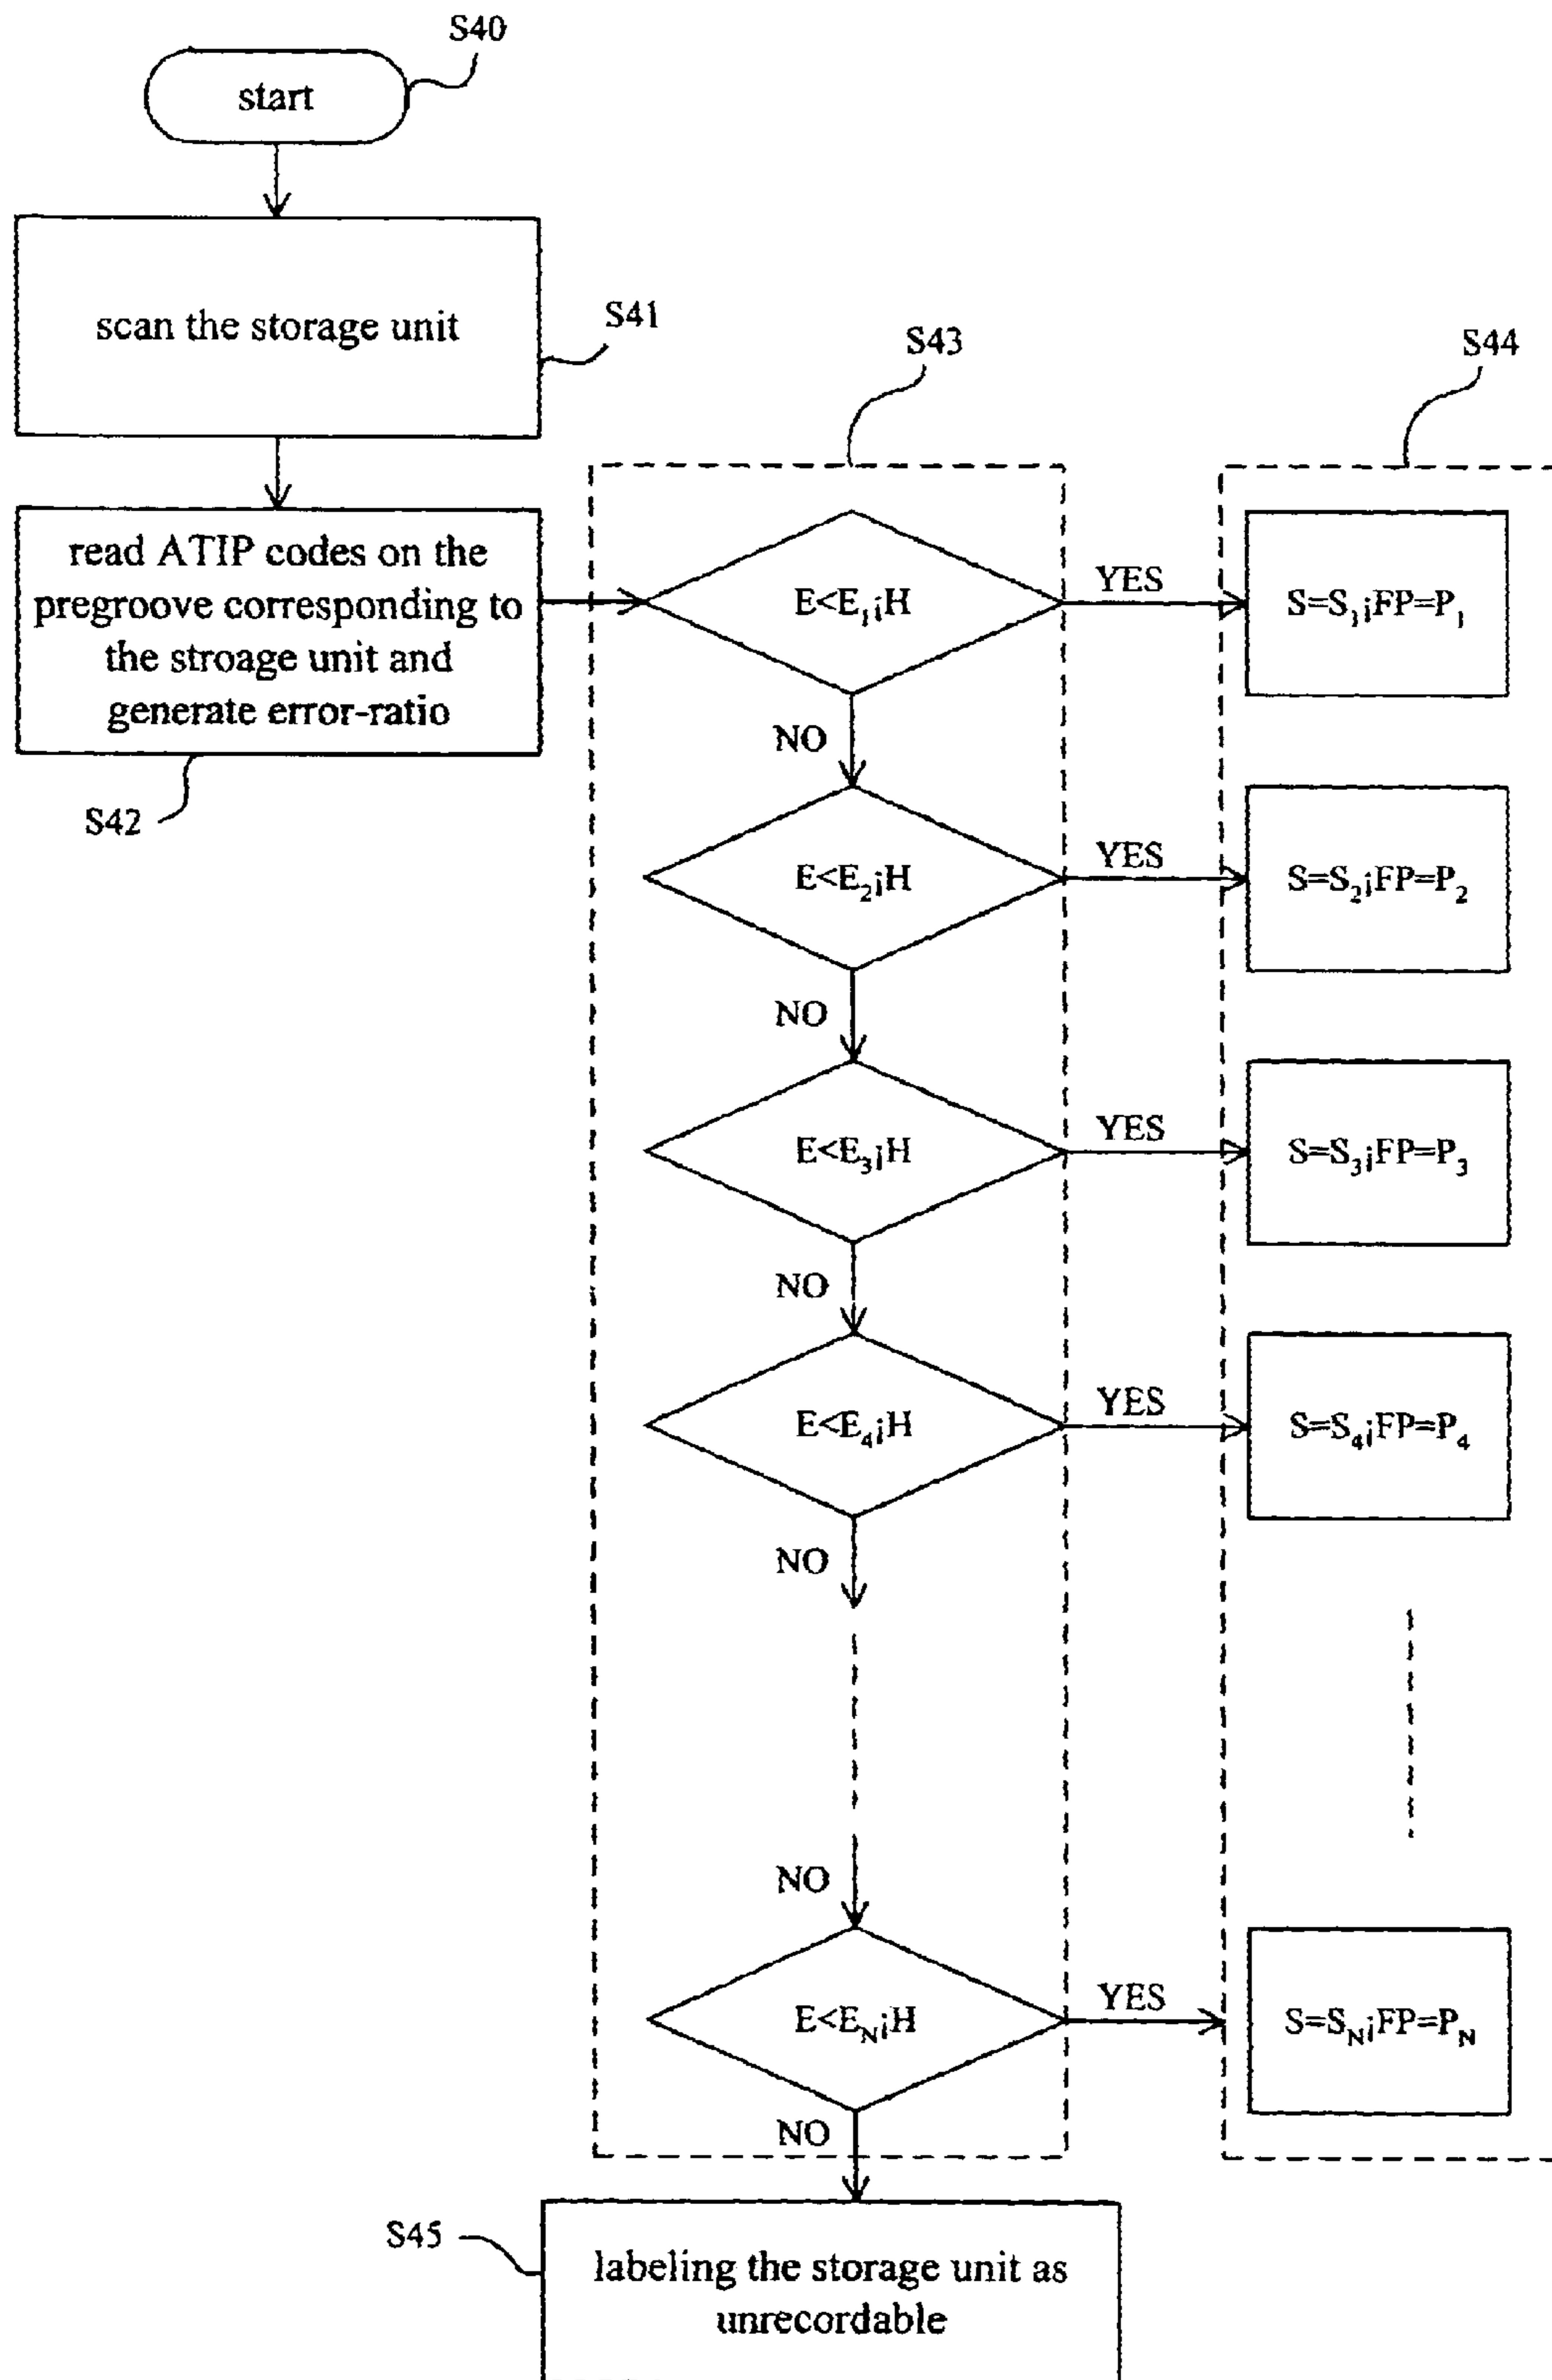 S40
start
scan the storage unit
S41
S43
S44
read ATIP codes on the
pregroove corresponding to
the stroage unit and
generate error-ratio
S42
E<E₁¡H
YES
S=S₁¡FP=P₁
NO
E<E₂¡H
YES
S=S₂¡FP=P₂
NO
E<E₃¡H
YES
S=S₃¡FP=P₃
NO
E<E₄¡H
YES
S=S₄¡FP=P₄
NO
NO
E<E_N¡H
YES
S=S_N¡FP=P_N
NO
S45
labeling the storage unit as
unrecordable